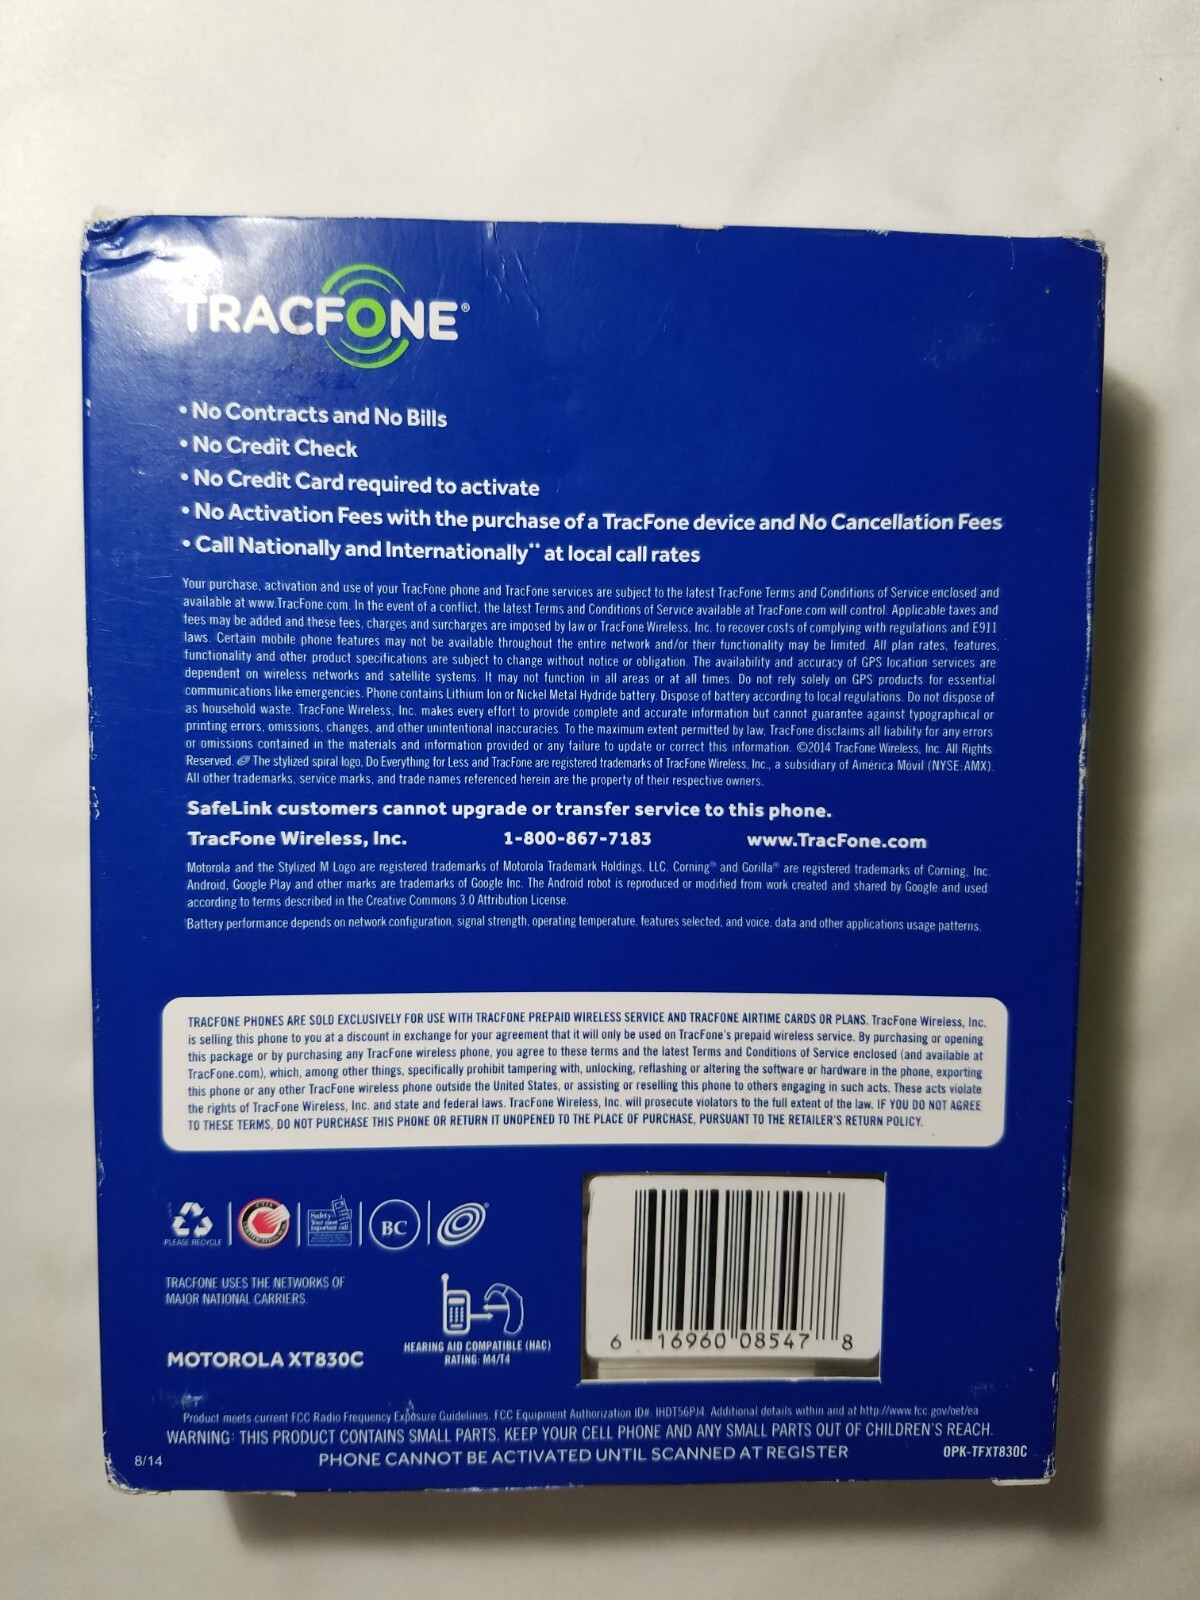 TRACFONE®
• No Contracts and No Bills
• No Credit Check
• No Credit Card required to activate
• No Activation Fees with the purchase of a TracFone device and No Cancellation Fees
• Call Nationally and Internationally** at local call rates
Your purchase, activation and use of your TracFone phone and TracFone services are subject to the latest TracFone Terms and Conditions of Service enclosed and
available at www.TracFone.com. In the event of a conflict, the latest Terms and Conditions of Service available at TracFone.com will control. Applicable taxes and
fees may be added and these fees, charges and surcharges are imposed by law or TracFone Wireless, Inc. to recover costs of complying with regulations and E911
laws. Certain mobile phone features may not be available throughout the entire network and/or their functionality may be limited. All plan rates, features,
functionality and other product specifications are subject to change without notice or obligation. The availability and accuracy of GPS location services are
dependent on wireless networks and satellite systems. It may not function in all areas or at all times. Do not rely solely on GPS products for essential
communications like emergencies. Phone contains Lithium Ion or Nickel Metal Hydride battery. Dispose of battery according to local regulations. Do not dispose of
as household waste. TracFone Wireless, Inc. makes every effort to provide complete and accurate information but cannot guarantee against typographical or
printing errors, omissions, changes, and other unintentional inaccuracies. To the maximum extent permitted by law, TracFone disclaims all liability for any errors
or omissions contained in the materials and information provided or any failure to update or correct this information. ©2014 TracFone Wireless, Inc. All Rights
Reserved. The stylized spiral logo, Do Everything for Less and TracFone are registered trademarks of TracFone Wireless, Inc., a subsidiary of América Móvil (NYSE:AMX).
All other trademarks, service marks, and trade names referenced herein are the property of their respective owners.
SafeLink customers cannot upgrade or transfer service to this phone.
TracFone Wireless, Inc. 1-800-867-7183 www.TracFone.com
Motorola and the Stylized M Logo are registered trademarks of Motorola Trademark Holdings, LLC. Corning® and Gorilla® are registered trademarks of Corning, Inc.
Android, Google Play and other marks are trademarks of Google Inc. The Android robot is reproduced or modified from work created and shared by Google and used
according to terms described in the Creative Commons 3.0 Attribution License.
Battery performance depends on network configuration, signal strength, operating temperature, features selected, and voice, data and other applications usage patterns.
TRACFONE PHONES ARE SOLD EXCLUSIVELY FOR USE WITH TRACFONE PREPAID WIRELESS SERVICE AND TRACFONE AIRTIME CARDS OR PLANS. TracFone Wireless, Inc.
is selling this phone to you at a discount in exchange for your agreement that it will only be used on TracFone's prepaid wireless service. By purchasing or opening
this package or by purchasing any TracFone wireless phone, you agree to these terms and the latest Terms and Conditions of Service enclosed (and available at
TracFone.com), which, among other things, specifically prohibit tampering with, unlocking, reflashing or altering the software or hardware in the phone, exporting
this phone or any other TracFone wireless phone outside the United States, or assisting or reselling this phone to others engaging in such acts. These acts violate
the rights of TracFone Wireless, Inc. and state and federal laws. TracFone Wireless, Inc. will prosecute violators to the full extent of the law. IF YOU DO NOT AGREE
TO THESE TERMS, DO NOT PURCHASE THIS PHONE OR RETURN IT UNOPENED TO THE PLACE OF PURCHASE, PURSUANT TO THE RETAILER'S RETURN POLICY.
PLEASE RECYCLE
CTIA
Safety
Your most
important call
BC
TRACFONE USES THE NETWORKS OF
MAJOR NATIONAL CARRIERS.
HEARING AID COMPATIBLE (HAC)
RATING: M4/T4
MOTOROLA XT830C
6 16960 08547 8
Product meets current FCC Radio Frequency Exposure Guidelines. FCC Equipment Authorization ID#: IHDT56PJ4 Additional details within and at http://www.fcc.gov/oet/ea
WARNING: THIS PRODUCT CONTAINS SMALL PARTS. KEEP YOUR CELL PHONE AND ANY SMALL PARTS OUT OF CHILDREN'S REACH.
8/14 PHONE CANNOT BE ACTIVATED UNTIL SCANNED AT REGISTER OPK-TFXT830C